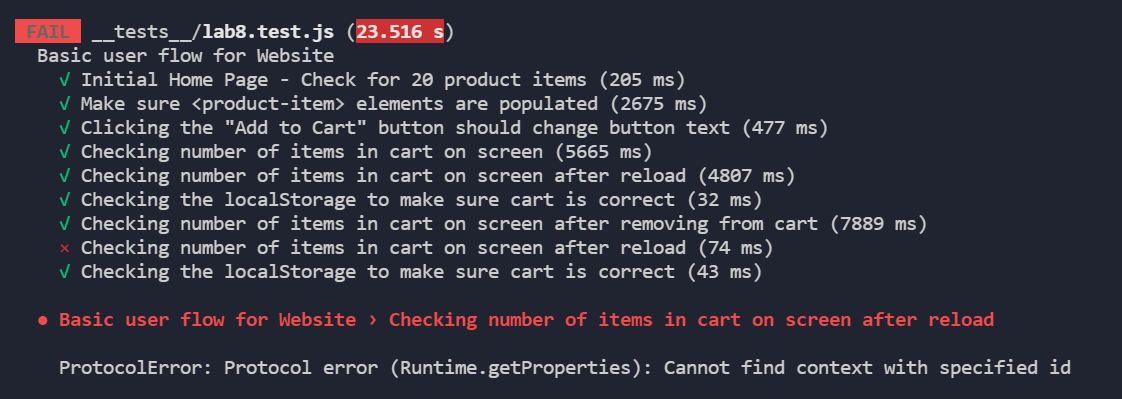 FAIL __tests__/lab8.test.js (23.516 s)
Basic user flow for Website
√ Initial Home Page - Check for 20 product items (205 ms)
√ Make sure <product-item> elements are populated (2675 ms)
√ Clicking the "Add to Cart" button should change button text (477 ms)
√ Checking number of items in cart on screen (5665 ms)
√ Checking number of items in cart on screen after reload (4807 ms)
√ Checking the localStorage to make sure cart is correct (32 ms)
√ Checking number of items in cart on screen after removing from cart (7889 ms)
× Checking number of items in cart on screen after reload (74 ms)
√ Checking the localStorage to make sure cart is correct (43 ms)
● Basic user flow for Website › Checking number of items in cart on screen after reload
ProtocolError: Protocol error (Runtime.getProperties): Cannot find context with specified id